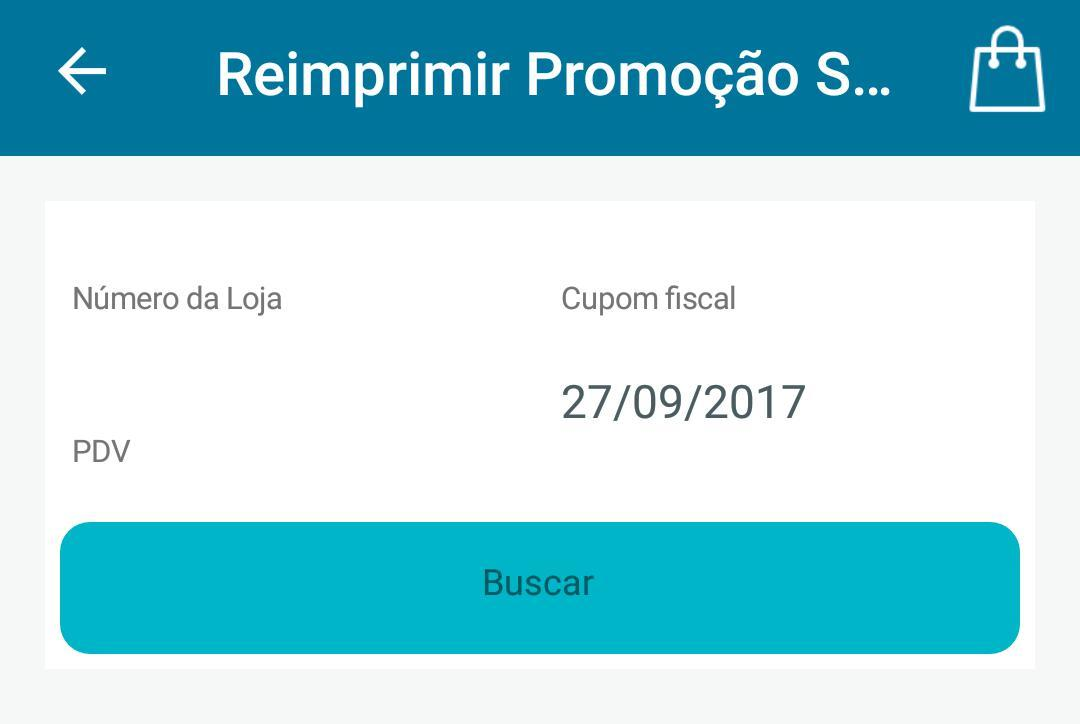 Reimprimir Promoção S...
Número da Loja
Cupom fiscal
27/09/2017
PDV
Buscar